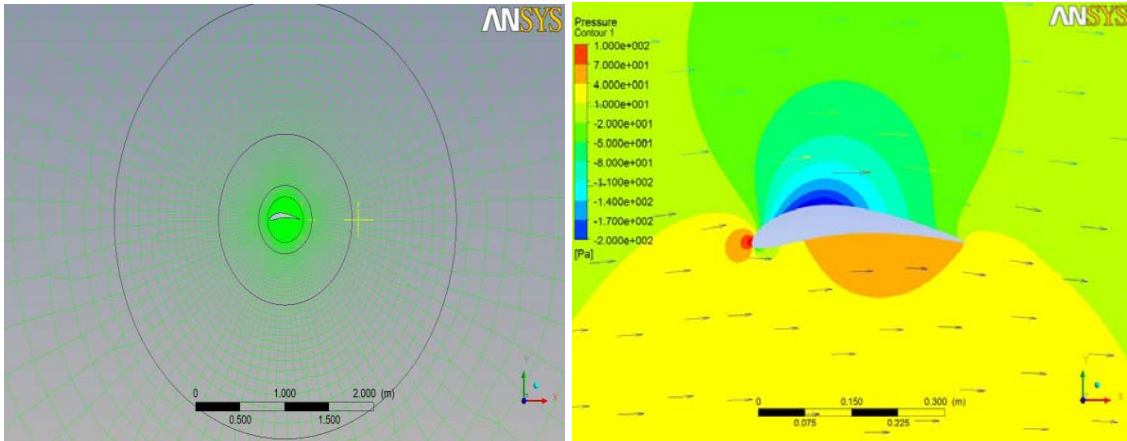 ANSYS
0 1.000 2.000 (m)
0.500 1.500
Y
X
ANSYS
Pressure
Contour 1
1.000e+002
7.000e+001
4.000e+001
1.000e+001
-2.000e+001
-5.000e+001
-8.000e+001
-1.100e+002
-1.400e+002
-1.700e+002
-2.000e+002
[Pa]
0 0.150 0.300 (m)
0.075 0.225
Y
X